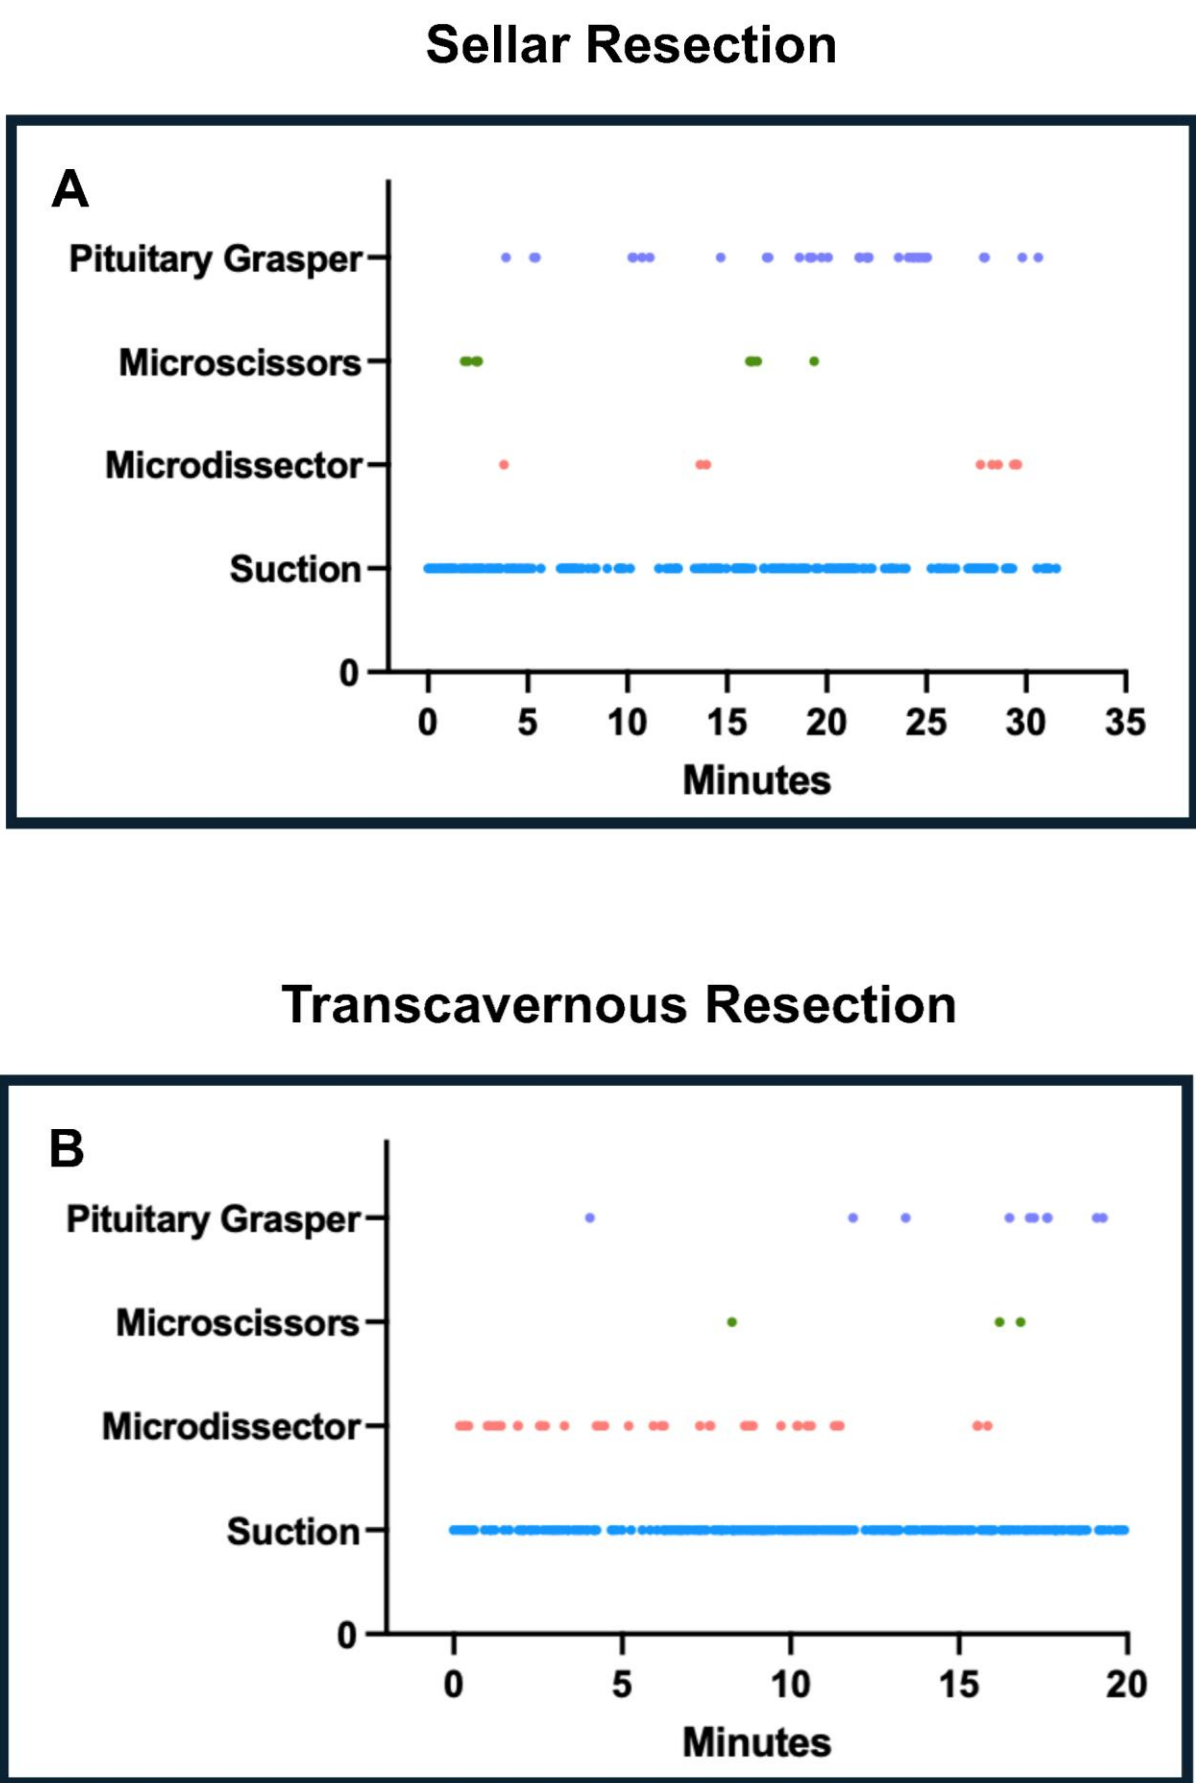 Sellar Resection
A
Pituitary Grasper
Microscissors
Microdissector
Suction
0
0 5 10 15 20 25 30 35
Minutes
Transcavernous Resection
B
Pituitary Grasper
Microscissors
Microdissector
Suction
0
0 5 10 15 20
Minutes